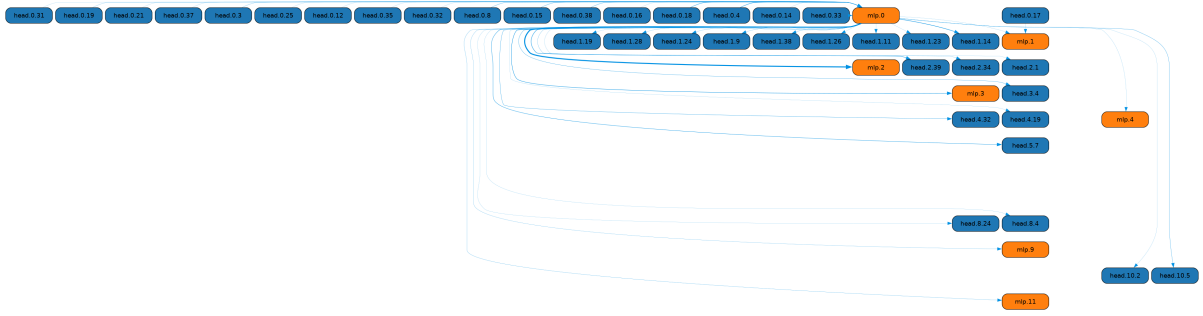 head.0.31 head.0.19 head.0.21 head.0.37 head.0.3 head.0.25 head.0.12 head.0.35 head.0.32 head.0.8 head.0.15 head.0.38 head.0.16 head.0.18 head.0.4 head.0.14 head.0.33 mlp.0 head.0.17
head.1.19 head.1.28 head.1.24 head.1.9 head.1.38 head.1.26 head.1.11 head.1.23 head.1.14 mlp.1
mlp.2 head.2.39 head.2.34 head.2.1
mlp.3 head.3.4
head.4.32 head.4.19 mlp.4
head.5.7
head.8.24 head.8.4
mlp.9
head.10.2 head.10.5
mlp.11